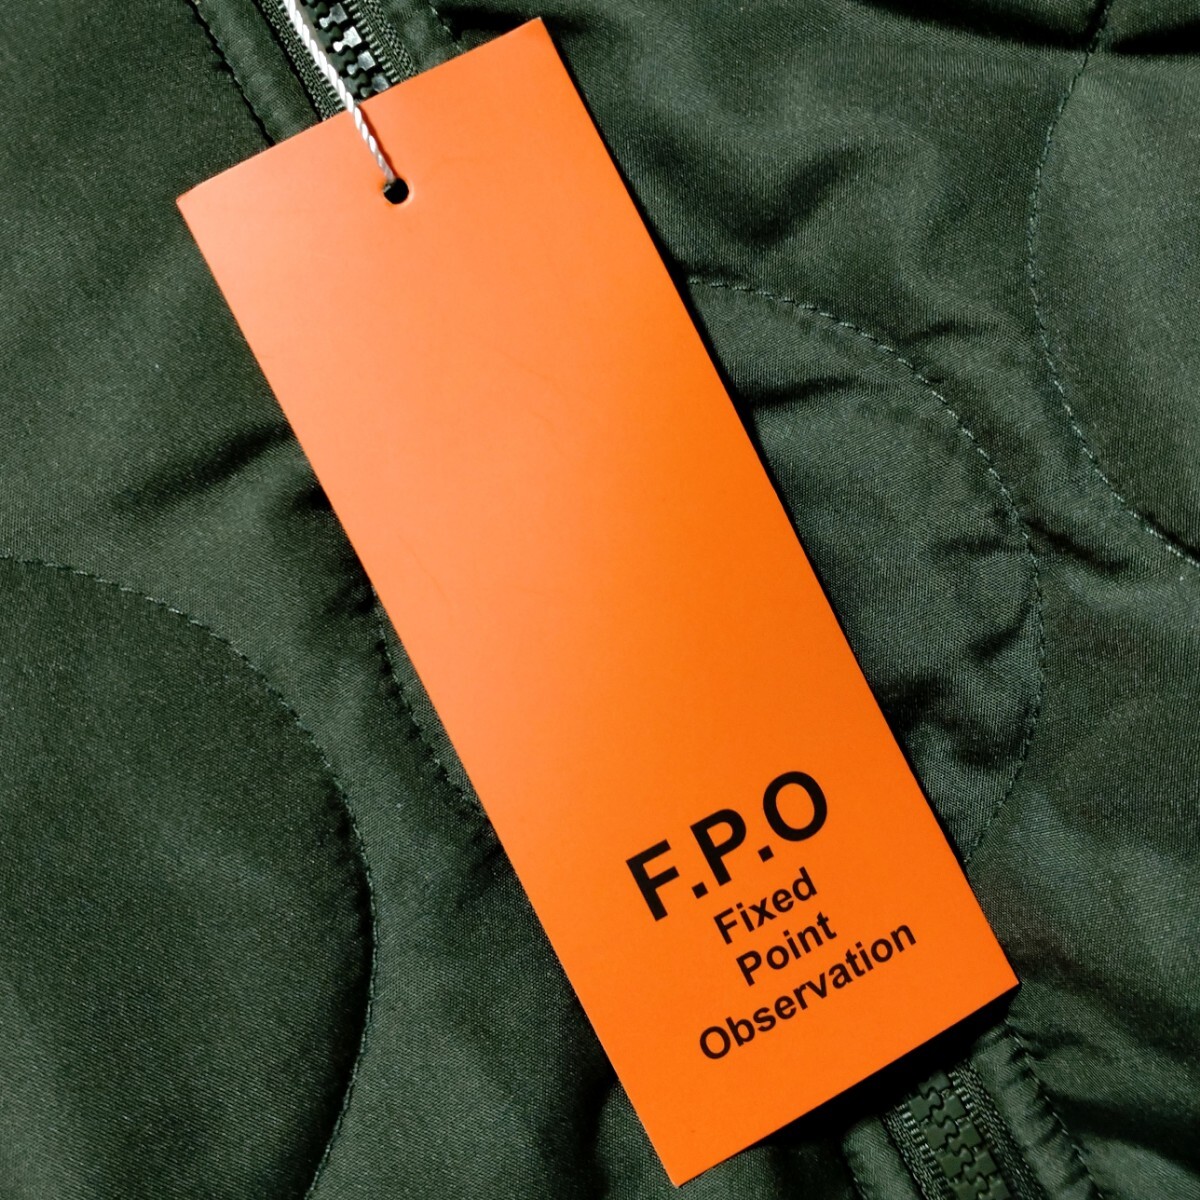 F.P.O
Fixed
Point
Observation